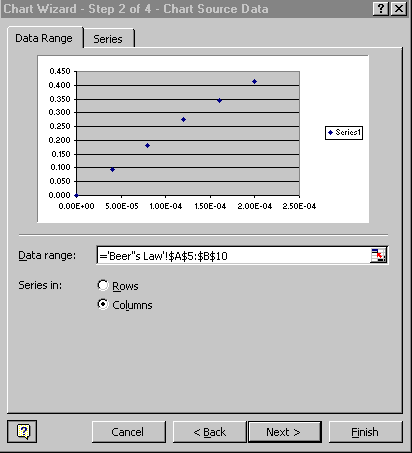 Chart Wizard - Step 2 of 4 - Chart Source Data
Data Range
Series
0.450
0.400
0.350
0.300
0.250
0.200
0.150
0.100
0.050
0.000
0.00E+00 5.00E-05 1.00E-04 1.50E-04 2.00E-04 2.50E-04
Series1
Data range:
='Beer''s Law'!$A$5:$B$10
Series in:
Rows
Columns
Cancel
< Back
Next >
Finish